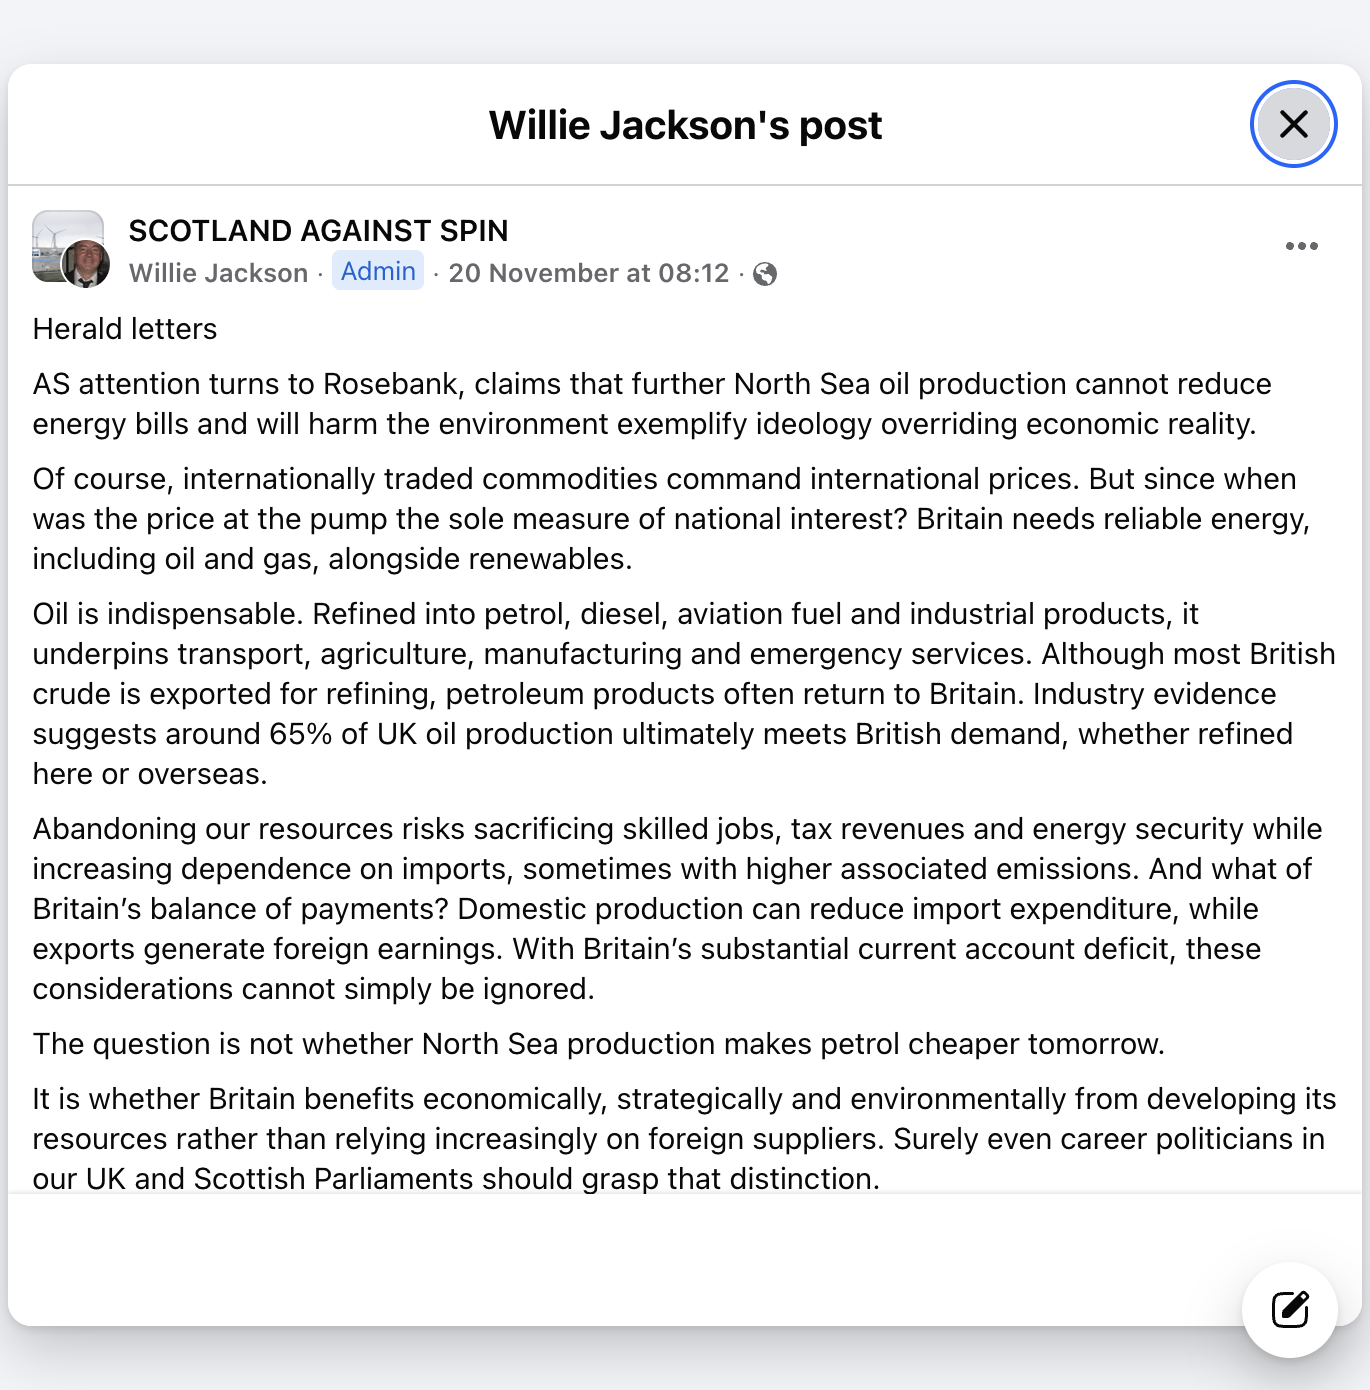 Willie Jackson's post
SCOTLAND AGAINST SPIN
Willie Jackson · Admin · 20 November at 08:12 ·
Herald letters
AS attention turns to Rosebank, claims that further North Sea oil production cannot reduce
energy bills and will harm the environment exemplify ideology overriding economic reality.
Of course, internationally traded commodities command international prices. But since when
was the price at the pump the sole measure of national interest? Britain needs reliable energy,
including oil and gas, alongside renewables.
Oil is indispensable. Refined into petrol, diesel, aviation fuel and industrial products, it
underpins transport, agriculture, manufacturing and emergency services. Although most British
crude is exported for refining, petroleum products often return to Britain. Industry evidence
suggests around 65% of UK oil production ultimately meets British demand, whether refined
here or overseas.
Abandoning our resources risks sacrificing skilled jobs, tax revenues and energy security while
increasing dependence on imports, sometimes with higher associated emissions. And what of
Britain’s balance of payments? Domestic production can reduce import expenditure, while
exports generate foreign earnings. With Britain’s substantial current account deficit, these
considerations cannot simply be ignored.
The question is not whether North Sea production makes petrol cheaper tomorrow.
It is whether Britain benefits economically, strategically and environmentally from developing its
resources rather than relying increasingly on foreign suppliers. Surely even career politicians in
our UK and Scottish Parliaments should grasp that distinction.